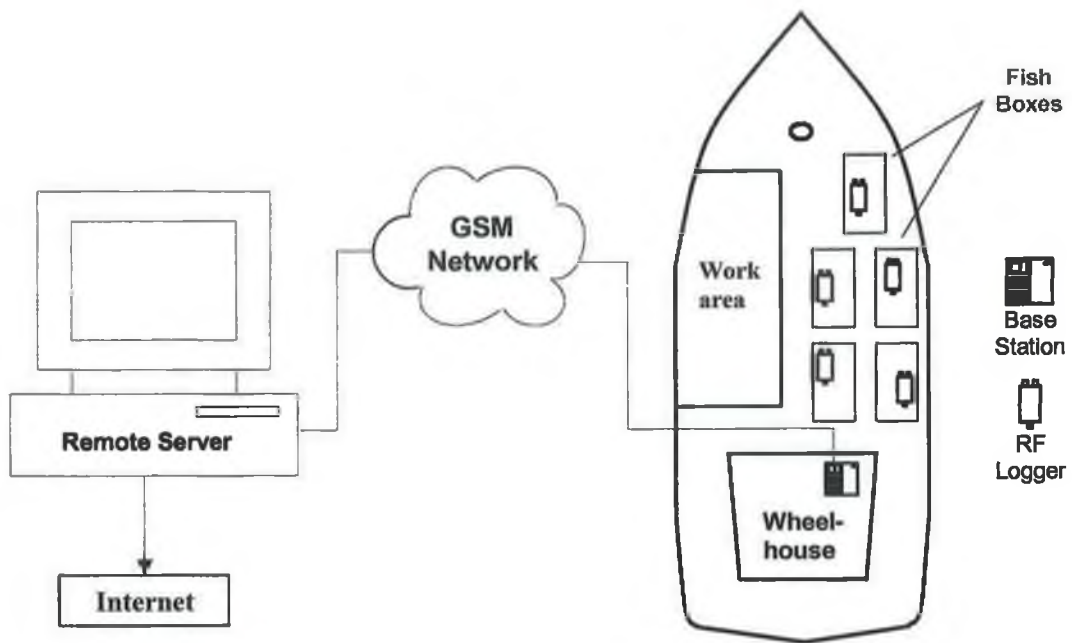 Fish
Boxes
GSM
Network
Work
area
Base
Station
Remote Server
RF
Logger
Wheel-
house
Internet